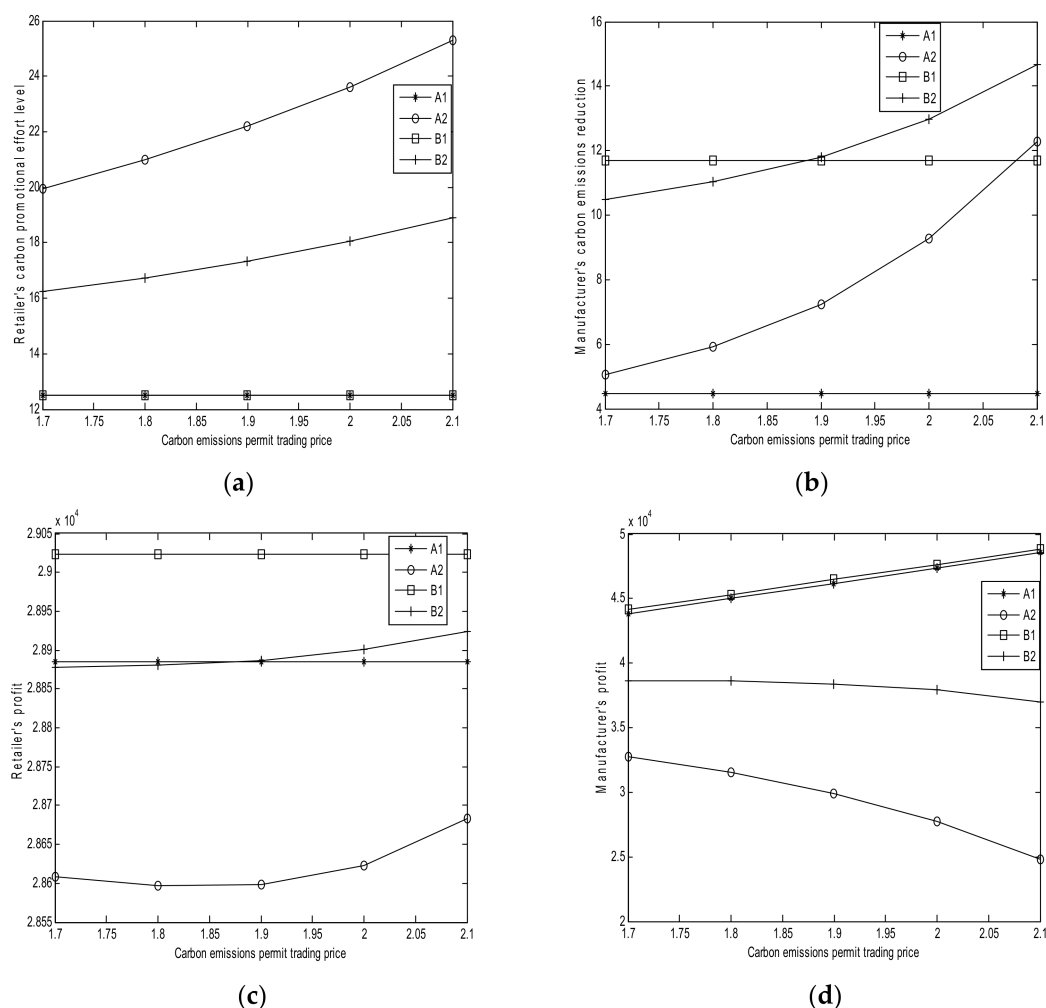 26
24
22
20
18
16
14
12
1.7 1.75 1.8 1.85 1.9 1.95 2 2.05 2.1
Retailer's carbon promotional effort level
Carbon emissions permit trading price
A1
A2
B1
B2
(a)
16
14
12
10
8
6
4
1.7 1.75 1.8 1.85 1.9 1.95 2 2.05 2.1
Manufacturer's carbon emissions reduction
Carbon emissions permit trading price
A1
A2
B1
B2
(b)
x 10^4
2.905
2.9
2.895
2.89
2.885
2.88
2.875
2.87
2.865
2.86
2.855
1.7 1.75 1.8 1.85 1.9 1.95 2 2.05 2.1
Retailer's profit
Carbon emissions permit trading price
A1
A2
B1
B2
(c)
x 10^4
5
4.5
4
3.5
3
2.5
2
1.7 1.75 1.8 1.85 1.9 1.95 2 2.05 2.1
Manufacturer's profit
Carbon emissions permit trading price
A1
A2
B1
B2
(d)